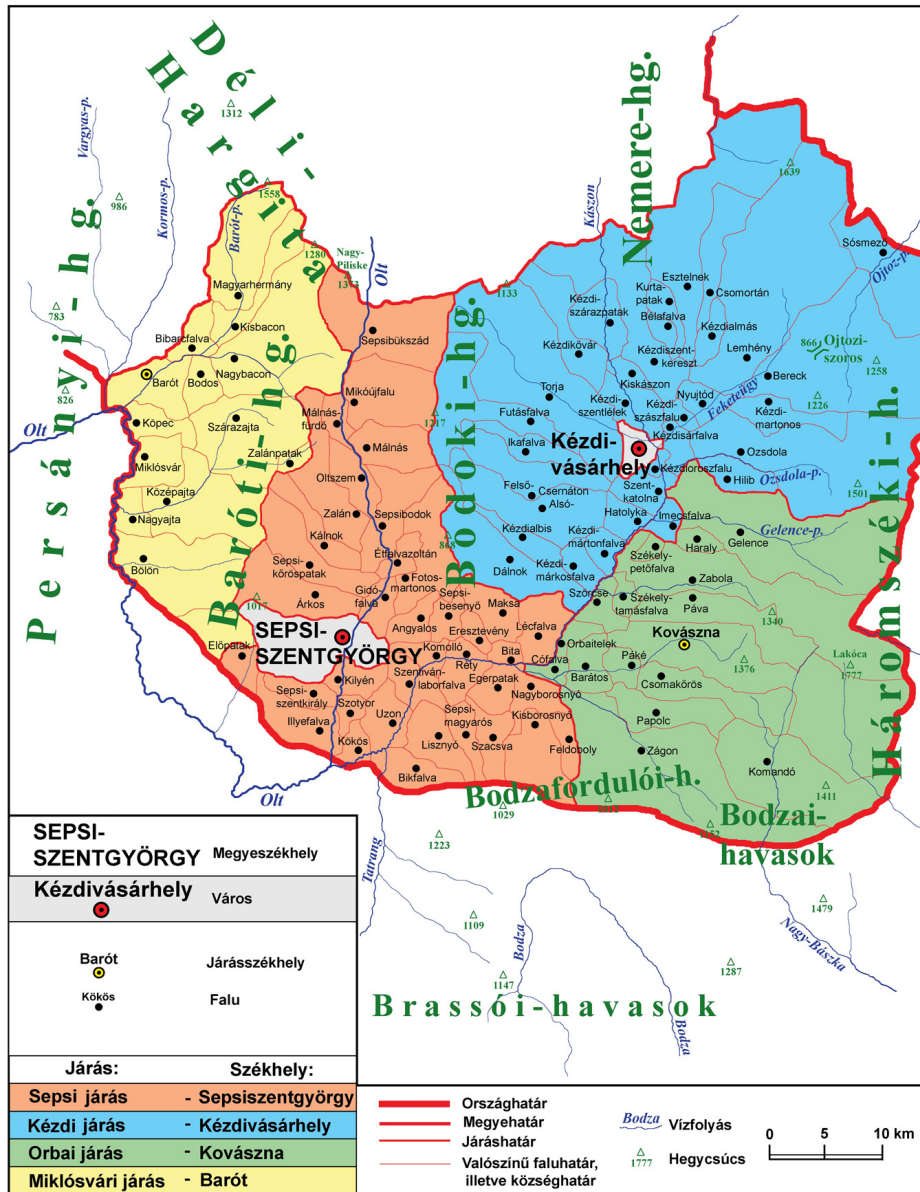 Déli-
Hargita
1312
Vargyas-p.
Kormos-p.
986
Barót-p.
1558
1280
Nagy-
Piliske
1373
Olt
Nemere-hg.
Kászon
1639
Sósmező
Ojtoz-p.
Persányi-hg.
783
826
Olt
Magyarhermány
Kisbacon
Bibarcfalva
Barót
Bodos
Nagybacon
Köpec
Szárazajta
Miklósvár
Zalánpatak
Középajta
Nagyajta
Bölön
Baróti-hg.
1017
Sepsibükszád
Mikóújfalu
Málnás-
furdő
Málnás
Oltszem
Zalán
Sepsibodok
Kálnok
Étfalvazoltán
Sepsi-
kőrőspatak
Fotos-
martonos
Árkos
Gidó-
falva
Bodoki-hg.
1133
1217
868
Esztelnek
Kurta-
patak
Csomortán
Kézdi-
szárazpatak
Bélafalva
Kézdialmás
Kézdikővár
Kézdiszent-
kereszt
Lemhény
866
Ojtozi-
szoros
1258
Kiskászon
Bereck
Torja
Kézdi-
szentlélek
Nyujtód
Kézdi-
szászfalu
Feketeügy
Kézdi-
martonos
1226
Futásfalva
Kézdisárfalva
Ikafalva
Kézdi-
vásárhely
Ozsdola
Kézdioroszfalu
Hilib
Ozsdola-p.
1501
Felső-
Csernáton
Alsó-
Szent-
katolna
Hatolyka
Imecsfalva
Kézdialbis
Kézdi-
mártonfalva
Dálnok
Kézdi-
márkosfalva
Háromszéki-h.
Gelence-p.
Gelence
Haraly
Székely-
petőfalva
Zabola
Páva
Szörcse
Székely-
tamásfalva
1340
Kovászna
Orbaitelek
Páké
1376
Lakóca
1777
Barátos
Csomakőrös
Papolc
Zágon
Komandó
1411
Sepsi-
besenyő
Maksa
Angyalos
Eresztevény
Lécfalva
SEPSI-
SZENTGYÖRGY
Előpatak
Komolló
Réty
Bita
Cófalva
Kilyén
Szentiván-
laborfalva
Egerpatak
Nagyborosnyó
Sepsi-
szentkirály
Szotyor
Uzon
Illyefalva
Sepsi-
magyarós
Kisborosnyó
Kökös
Lisznyó
Szacsva
Feldoboly
Bikfalva
Olt
Bodzafordulói-h.
1029
Bodzai-
havasok
1223
Tatrang
1109
1479
Nagy-Bászka
Bodza
1287
1147
Brassói-havasok
Bodza
SEPSI-
SZENTGYÖRGY Megyeszékhely
Kézdivásárhely Város
Barót Járásszékhely
Kökös Falu
Járás: Székhely:
Sepsi járás - Sepsiszentgyörgy
Kézdi járás - Kézdivásárhely
Orbai járás - Kovászna
Miklósvári járás - Barót
Országhatár
Megyehatár
Járáshatár
Valószínű faluhatár,
illetve községhatár
Bodza Vízfolyás
1777 Hegycsúcs
0 5 10 km